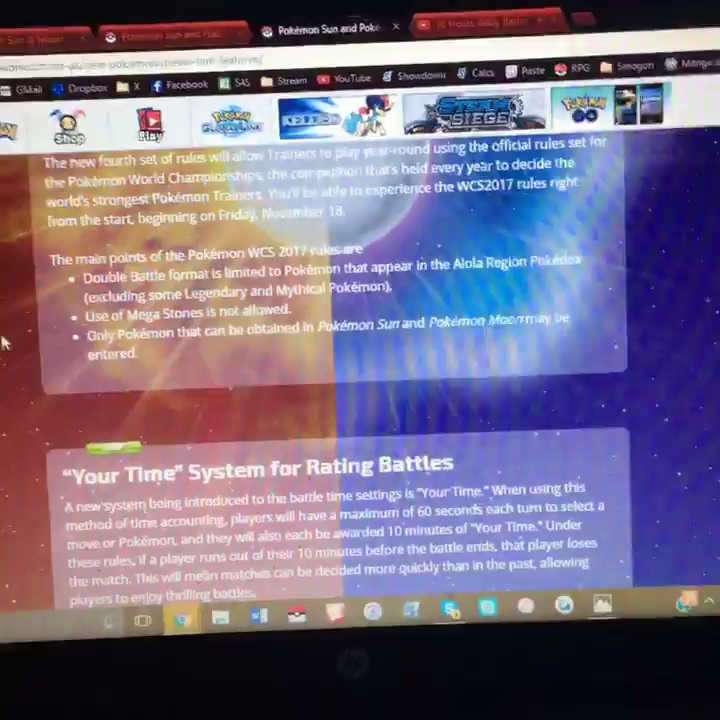 Pokémon Sun and Poké
GMail Dropbox X Facebook SAS Stream YouTube Showdown Calcs Paste RPG Smogon
Shop Play KELDEO STEAM SIEGE POKÉMON GO
The new fourth set of rules will allow Trainers to play year-round using the official rules set for
the Pokémon World Championships, the competition that's held every year to decide the
world's strongest Pokémon Trainers. You'll be able to experience the WCS2017 rules right
from the start, beginning on Friday, November 18.
The main points of the Pokémon WCS 2017 rules are
Double Battle format is limited to Pokémon that appear in the Alola Region Pokédex
(excluding some Legendary and Mythical Pokémon).
Use of Mega Stones is not allowed.
Only Pokémon that can be obtained in Pokémon Sun and Pokémon Moon may be
entered.
"Your Time" System for Rating Battles
A new system being introduced to the battle time settings is "Your Time." When using this
method of time accounting, players will have a maximum of 60 seconds each turn to select a
move or Pokémon, and they will also each be awarded 10 minutes of "Your Time." Under
these rules, if a player runs out of their 10 minutes before the battle ends, that player loses
the match. This will mean matches can be decided more quickly than in the past, allowing
players to enjoy thrilling battles.
hp